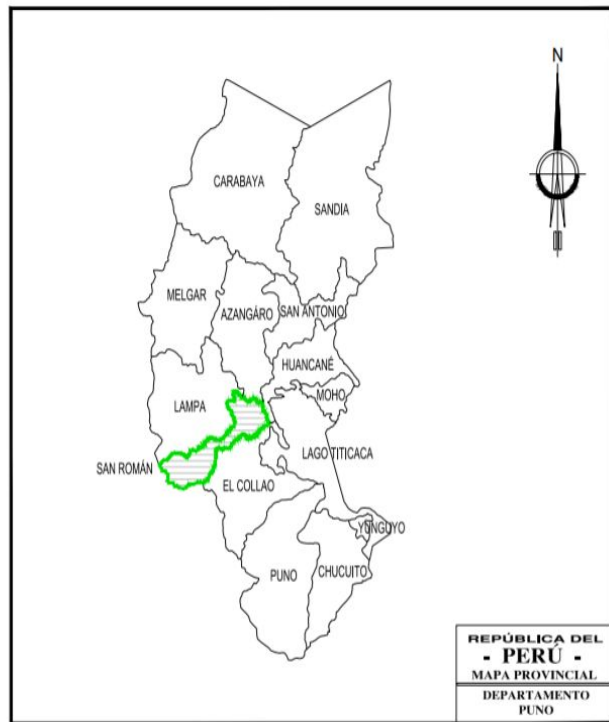 N
CARABAYA
SANDIA
MELGAR
AZANGÁRO
SAN ANTONIO
HUANCANÉ
MOHO
LAMPA
LAGO TITICACA
SAN ROMÁN
EL COLLAO
YUNGUYO
PUNO
CHUCUITO
REPÚBLICA DEL
- PERÚ -
MAPA PROVINCIAL
DEPARTAMENTO
PUNO